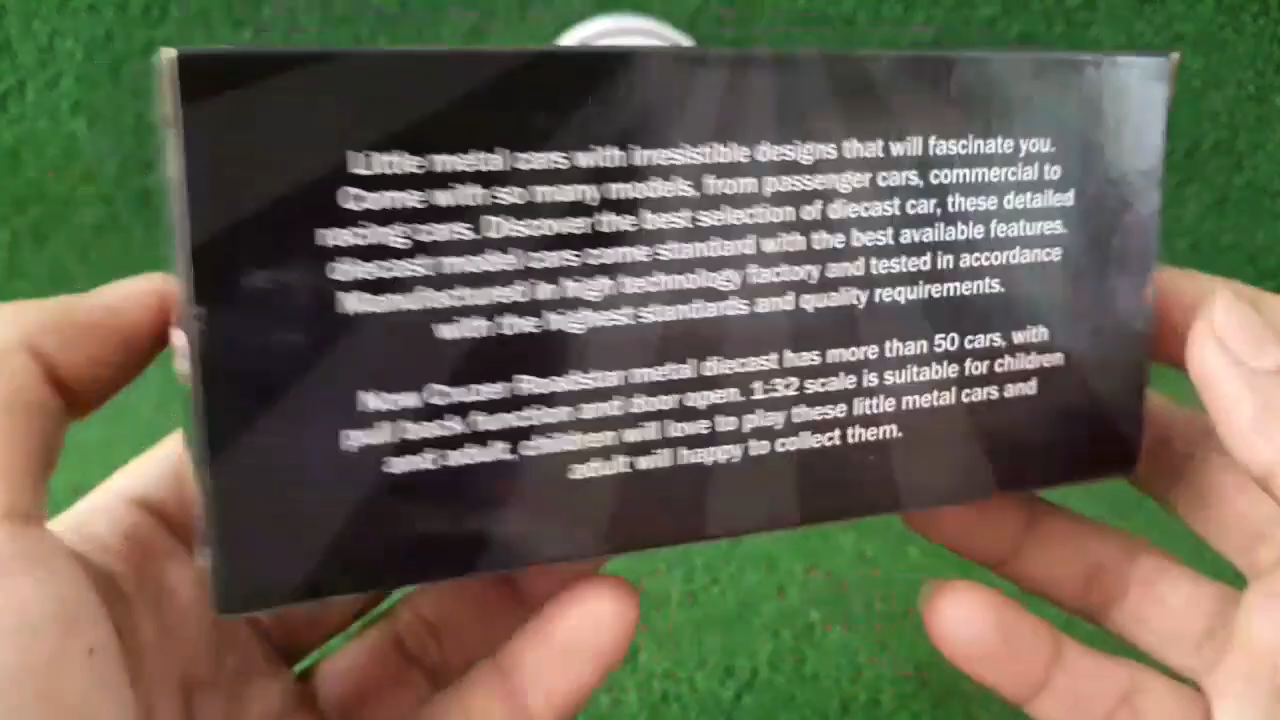 Little metal cars with irresistible designs that will fascinate you.
Come with so many models, from passenger cars, commercial to
racing cars. Discover the best selection of diecast car, these detailed
diecast model cars come standard with the best available features.
Manufactured in high technology factory and tested in accordance
with the highest standards and quality requirements.
Now Roadstar metal diecast has more than 50 cars, with
pull back function and door open. 1:32 scale is suitable for children
and adult, children will love to play these little metal cars and
adult will happy to collect them.